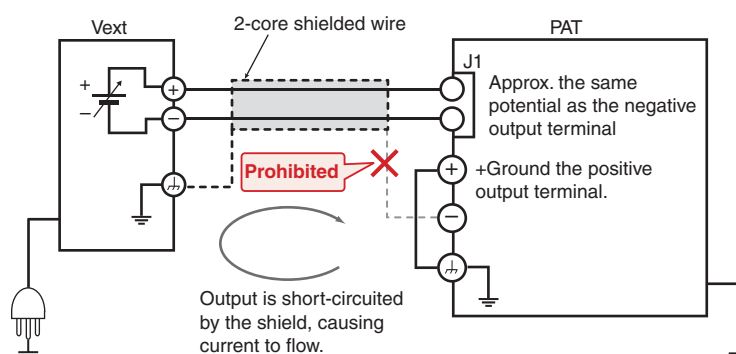 Vext
2-core shielded wire
PAT
J1
+
−
+
−
Approx. the same
potential as the negative
output terminal
Prohibited
+
+Ground the positive
output terminal.
−
Output is short-circuited
by the shield, causing
current to flow.